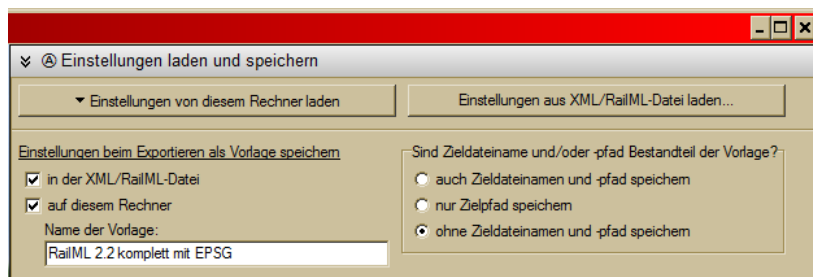 Ⓐ Einstellungen laden und speichern
Einstellungen von diesem Rechner laden
Einstellungen aus XML/RailML-Datei laden...
Einstellungen beim Exportieren als Vorlage speichern
in der XML/RailML-Datei
auf diesem Rechner
Name der Vorlage:
RailML 2.2 komplett mit EPSG
Sind Zieldateiname und/oder -pfad Bestandteil der Vorlage?
auch Zieldateinamen und -pfad speichern
nur Zielpfad speichern
ohne Zieldateinamen und -pfad speichern